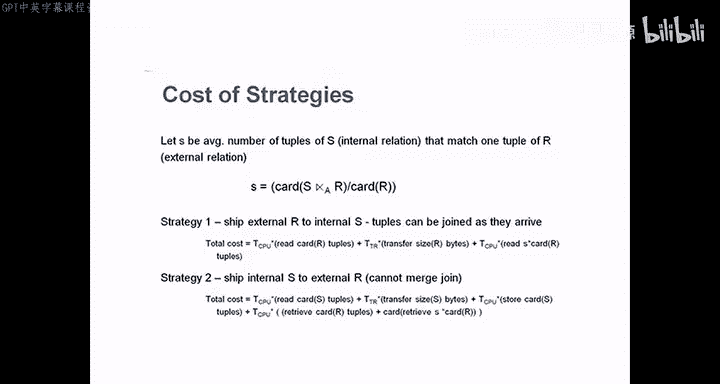 GPT中英字幕课程
bilibili
Cost of Strategies
Let s be avg. number of tuples of S (internal relation) that match one tuple of R
(external relation)
s = (card(S ⋉A R)/card(R))
Strategy 1 – ship external R to internal S - tuples can be joined as they arrive
Total cost = TCPU*(read card(R) tuples) + TTR*(transfer size(R) bytes) + TCPU*(read s*card(R)
tuples)
Strategy 2 – ship internal S to external R (cannot merge join)
Total cost = TCPU*(read card(S) tuples) + TTR*(transfer size(S) bytes) + TCPU*(store card(S)
tuples) + TCPU* ( (retrieve card(R) tuples) + card(retrieve s *card(R)) )